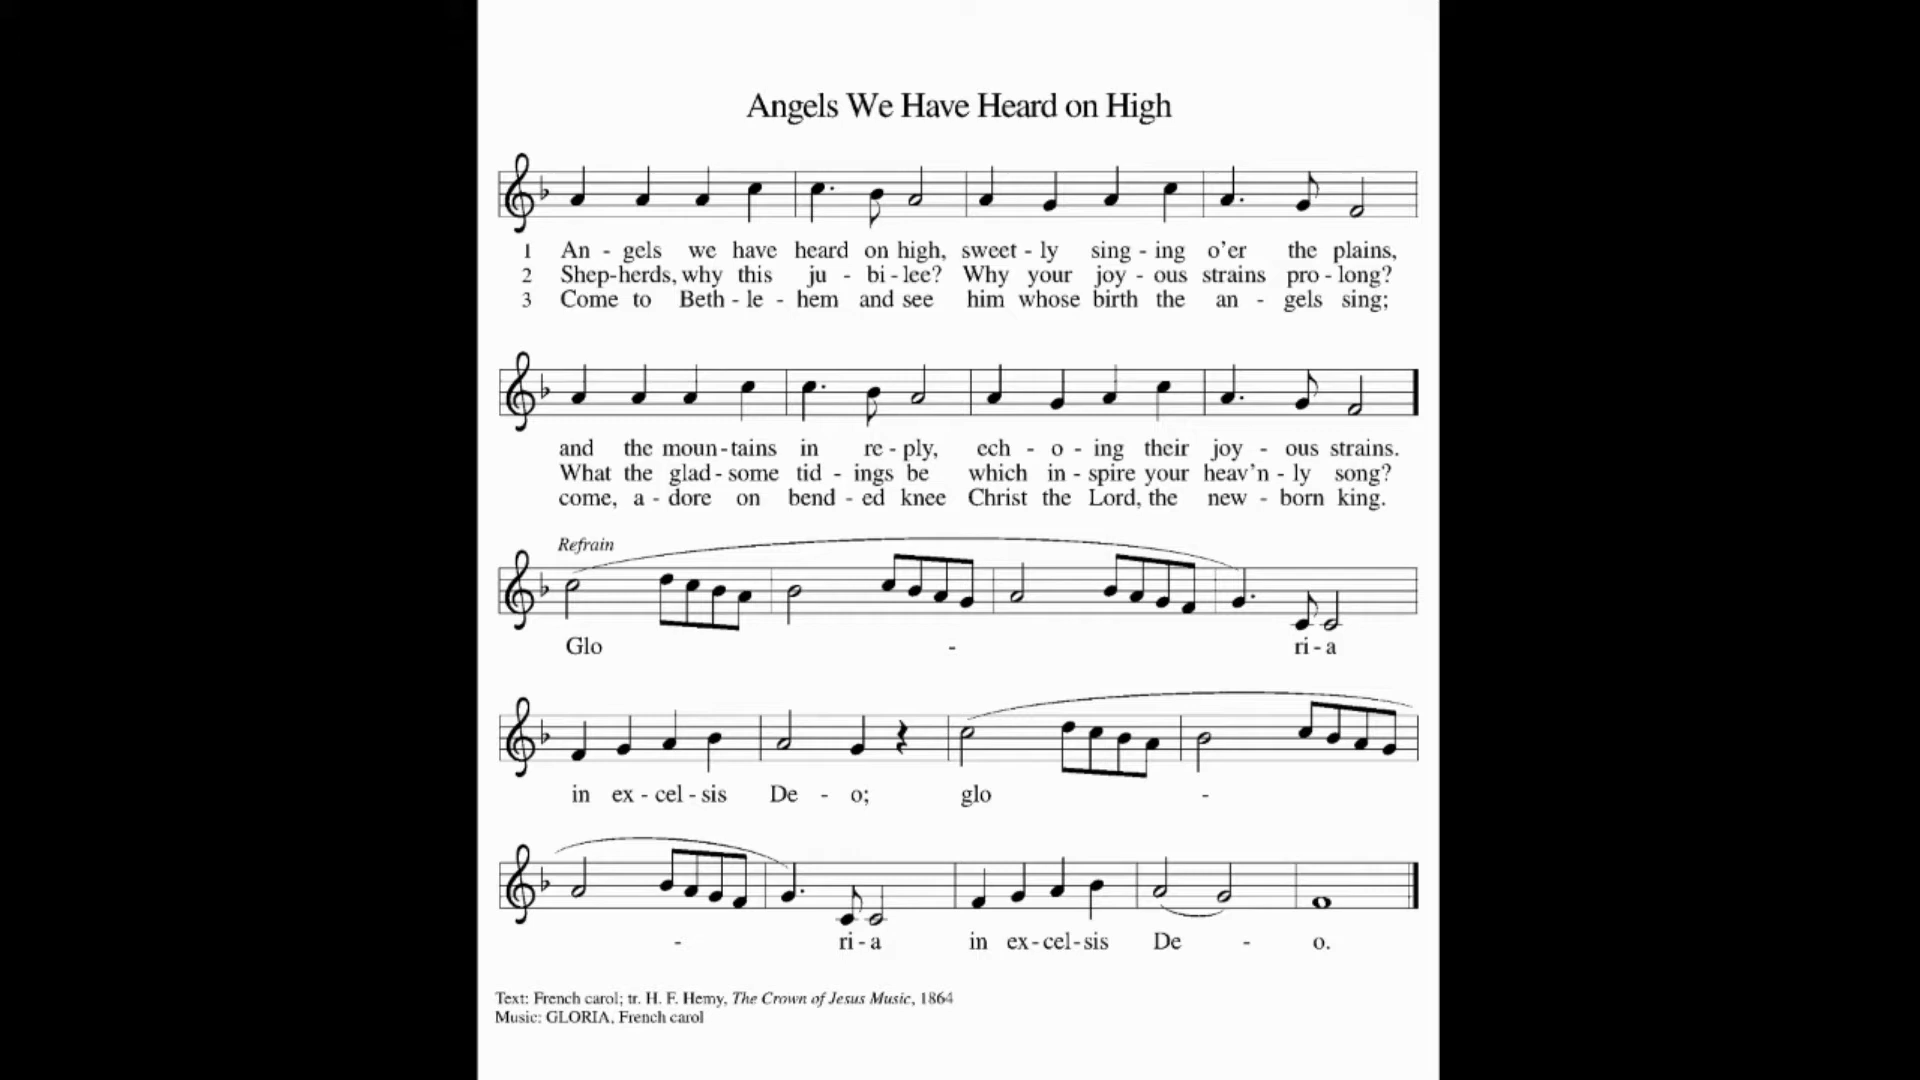 Angels We Have Heard on High
1 An - gels we have heard on high, sweet - ly sing - ing o'er the plains,
2 Shep-herds, why this ju - bi - lee? Why your joy - ous strains pro - long?
3 Come to Beth - le - hem and see him whose birth the an - gels sing;
and the moun - tains in re - ply, ech - o - ing their joy - ous strains.
What the glad - some tid - ings be which in - spire your heav'n - ly song?
come, a - dore on bend - ed knee Christ the Lord, the new - born king.
Refrain
Glo - ri - a
in ex - cel - sis De - o; glo -
- ri - a in ex - cel - sis De - o.
Text: French carol; tr. H. F. Hemy, The Crown of Jesus Music, 1864
Music: GLORIA, French carol